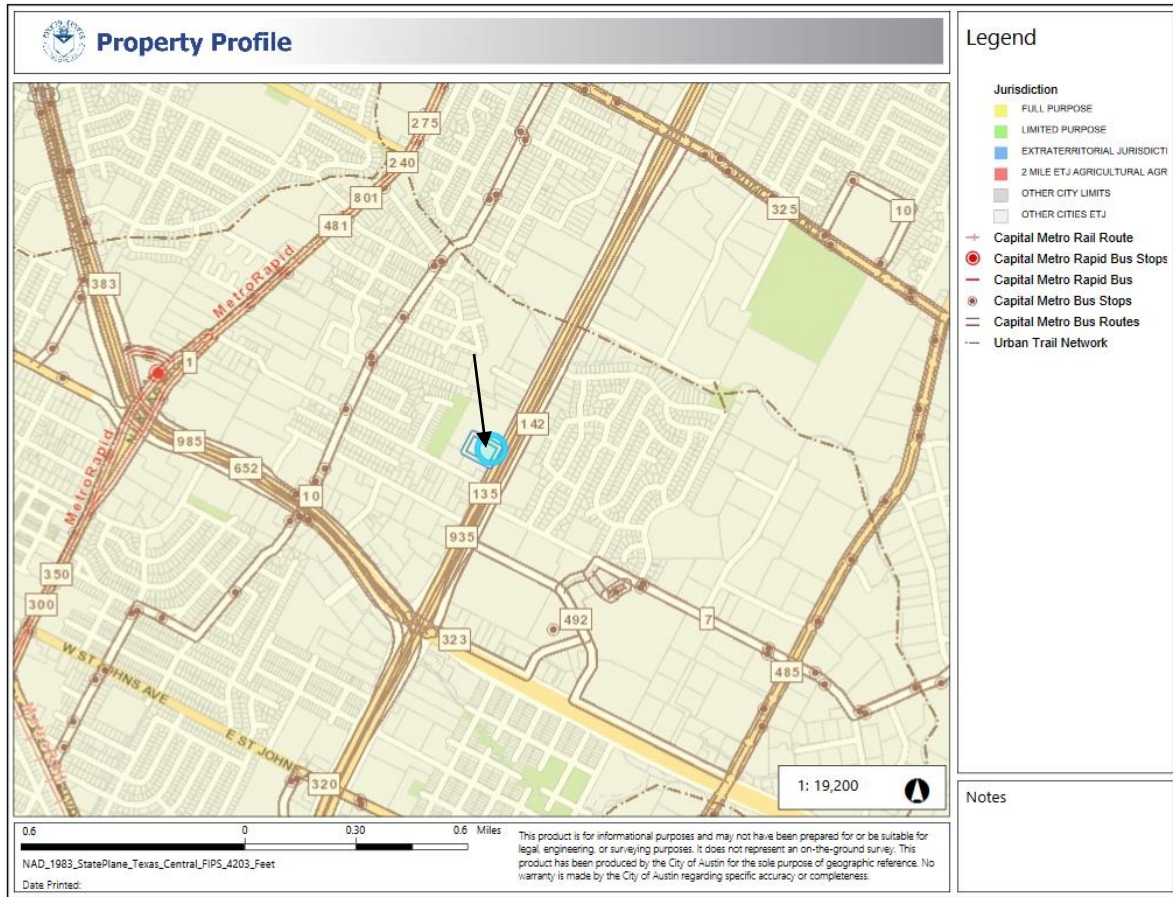 Property Profile
275
240
801
481
MetroRapid
325
10
383
1
142
985
652
10
135
935
MetroRapid
350
300
492
7
323
485
W ST JOHNS AVE
E ST JOHNS
320
1: 19,200
0.6
0
0.30
0.6 Miles
NAD_1983_StatePlane_Texas_Central_FIPS_4203_Feet
Date Printed:
This product is for informational purposes and may not have been prepared for or be suitable for
legal, engineering, or surveying purposes. It does not represent an on-the-ground survey. This
product has been produced by the City of Austin for the sole purpose of geographic reference. No
warranty is made by the City of Austin regarding specific accuracy or completeness.
Legend
Jurisdiction
FULL PURPOSE
LIMITED PURPOSE
EXTRATERRITORIAL JURISDICTI
2 MILE ETJ AGRICULTURAL AGR
OTHER CITY LIMITS
OTHER CITIES ETJ
Capital Metro Rail Route
Capital Metro Rapid Bus Stops
Capital Metro Rapid Bus
Capital Metro Bus Stops
Capital Metro Bus Routes
Urban Trail Network
Notes